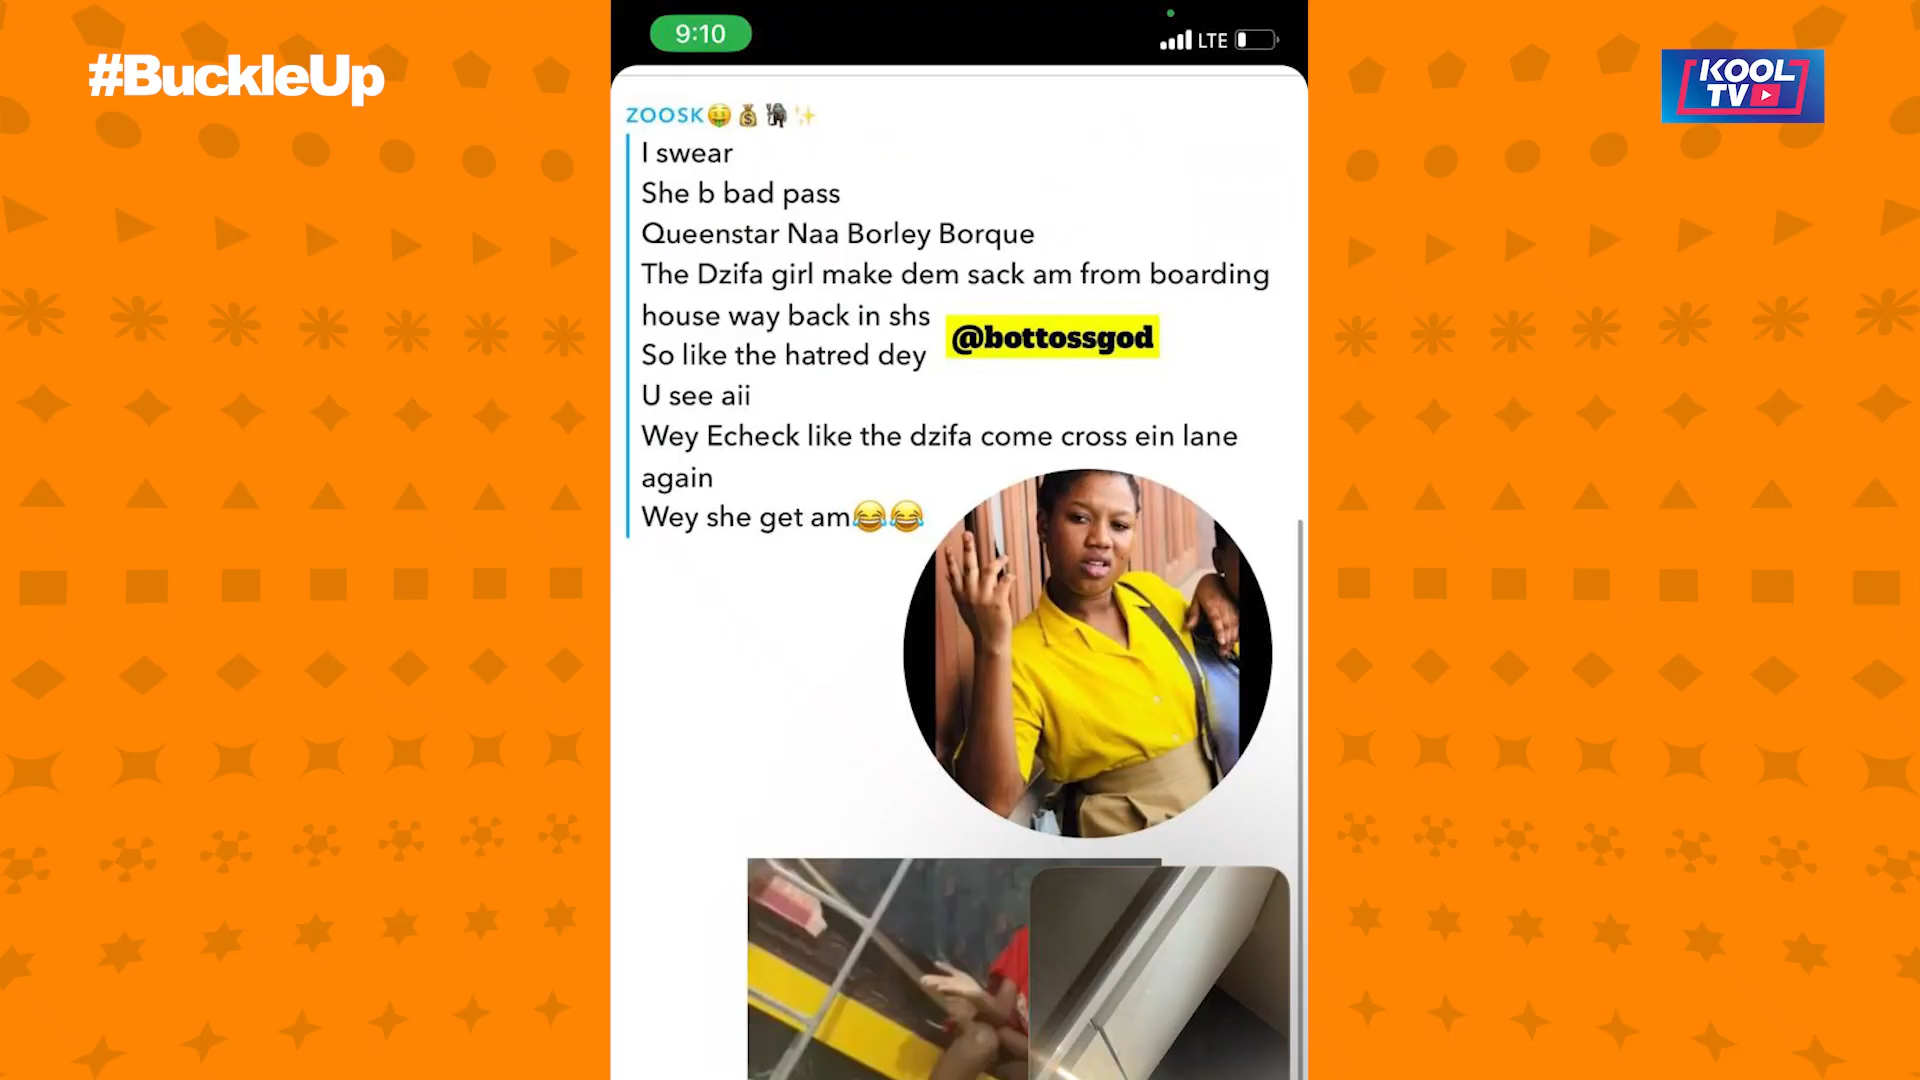 #BuckleUp
9:10
LTE
KOOL
TV
ZOOSK🤑💰🦍✨
I swear
She b bad pass
Queenstar Naa Borley Borque
The Dzifa girl make dem sack am from boarding
house way back in shs
@bottossgod
So like the hatred dey
U see aii
Wey Echeck like the dzifa come cross ein lane
again
Wey she get am😂😂